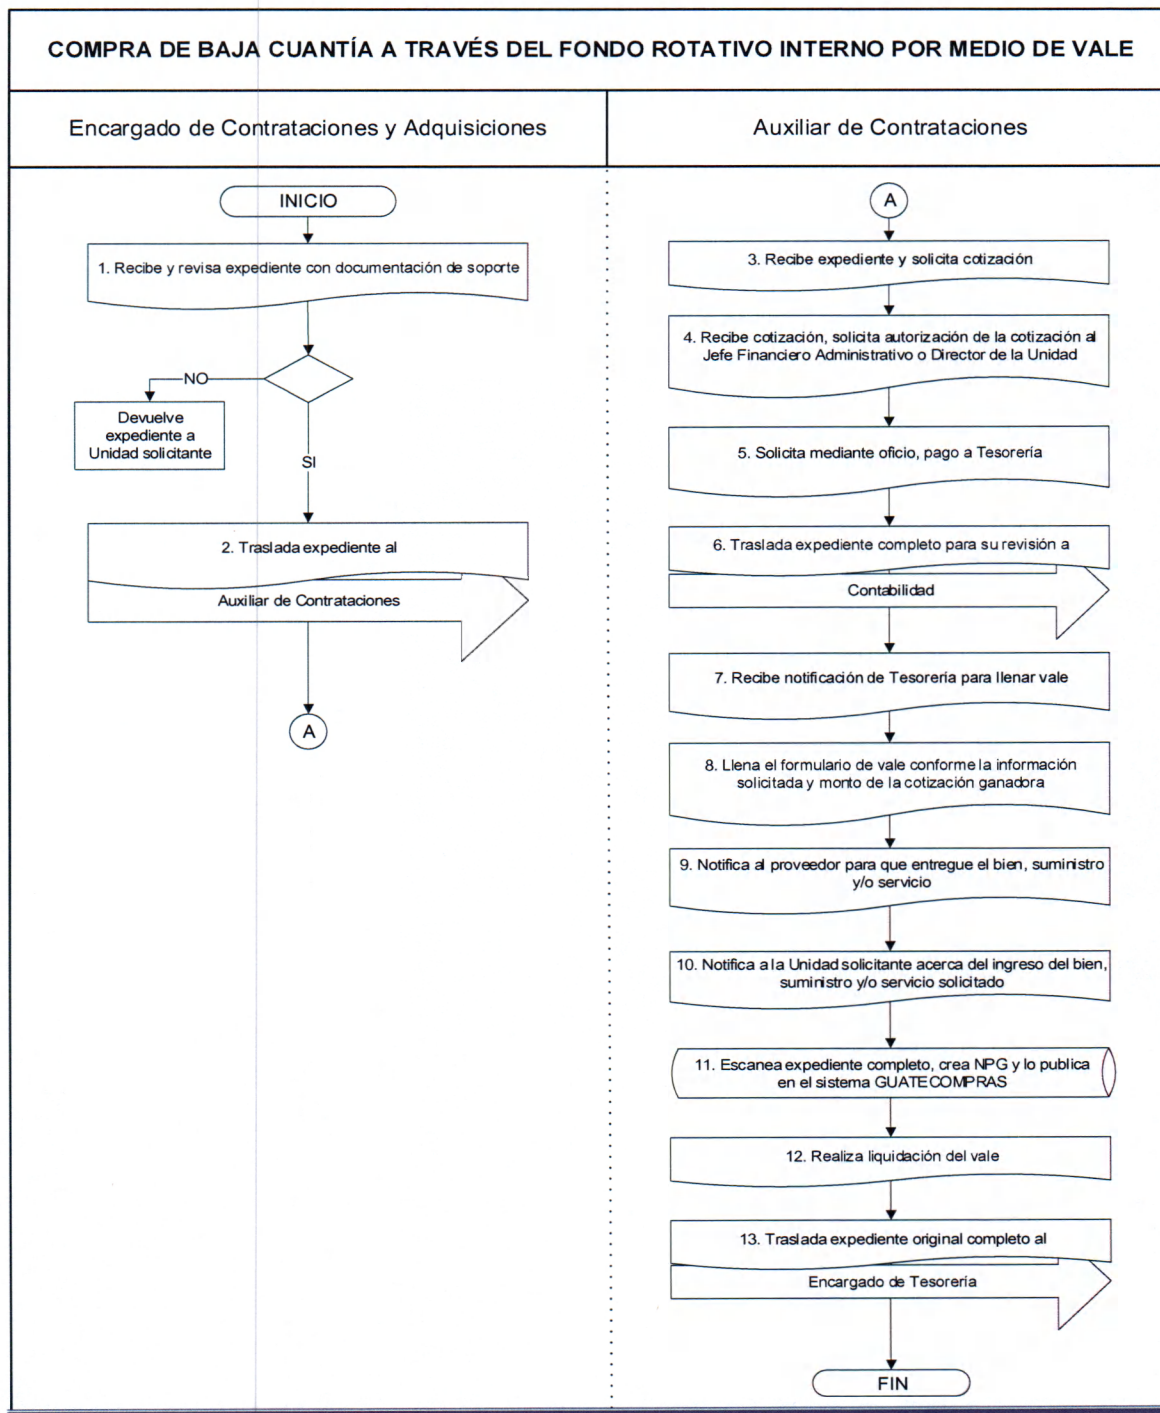 COMPRA DE BAJA CUANTÍA A TRAVÉS DEL FONDO ROTATIVO INTERNO POR MEDIO DE VALE
Encargado de Contrataciones y Adquisiciones
Auxiliar de Contrataciones
INICIO
1. Recibe y revisa expediente con documentación de soporte
NO
Devuelve
expediente a
Unidad solicitante
SI
2. Traslada expediente al
Auxiliar de Contrataciones
A
A
3. Recibe expediente y solicita cotización
4. Recibe cotización, solicita autorización de la cotización al
Jefe Financiero Administrativo o Director de la Unidad
5. Solicita mediante oficio, pago a Tesorería
6. Traslada expediente completo para su revisión a
Contabilidad
7. Recibe notificación de Tesorería para llenar vale
8. Llena el formulario de vale conforme la información
solicitada y monto de la cotización ganadora
9. Notifica al proveedor para que entregue el bien, suministro
y/o servicio
10. Notifica a la Unidad solicitante acerca del ingreso del bien,
suministro y/o servicio solicitado
11. Escanea expediente completo, crea NPG y lo publica
en el sistema GUATECOMPRAS
12. Realiza liquidación del vale
13. Traslada expediente original completo al
Encargado de Tesorería
FIN